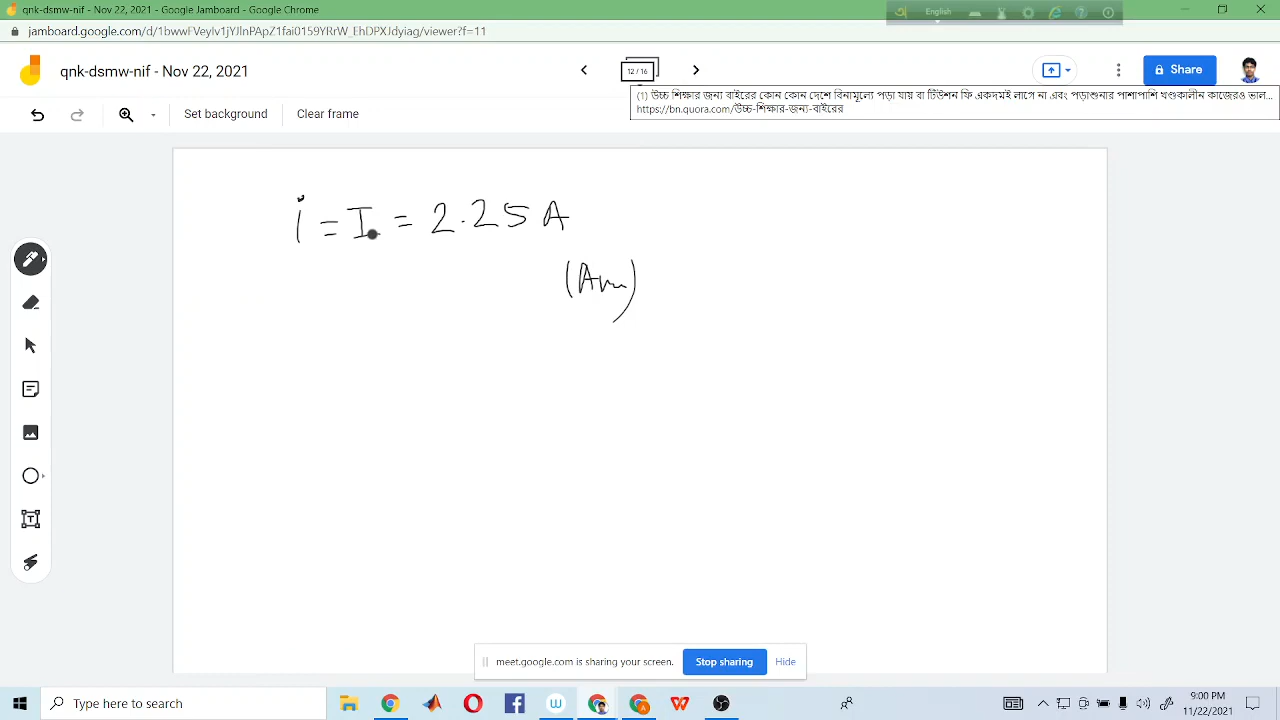 qnk-dsmw-nif - Nov 22, 2021 - Google Jamboard - Google Chrome
English
jamboard.google.com/d/1bwwFVeyIv1jYJlnPApZ1fai0159YRrW_EhDPXJdyiag/viewer?f=11
qnk-dsmw-nif - Nov 22, 2021
12 / 16
Share
(1) উচ্চ শিক্ষার জন্য বাইরের কোন কোন দেশে বিনামূল্যে পড়া যায় বা টিউশন ফি একদমই লাগে না এবং পড়াশুনার পাশাপাশি খণ্ডকালীন কাজেরও ভাল...
https://bn.quora.com/উচ্চ-শিক্ষার-জন্য-বাইরের
Set background
Clear frame
i = I = 2.25 A
(Am)
meet.google.com is sharing your screen.
Stop sharing
Hide
Type here to search
9:00 PM
11/22/2021